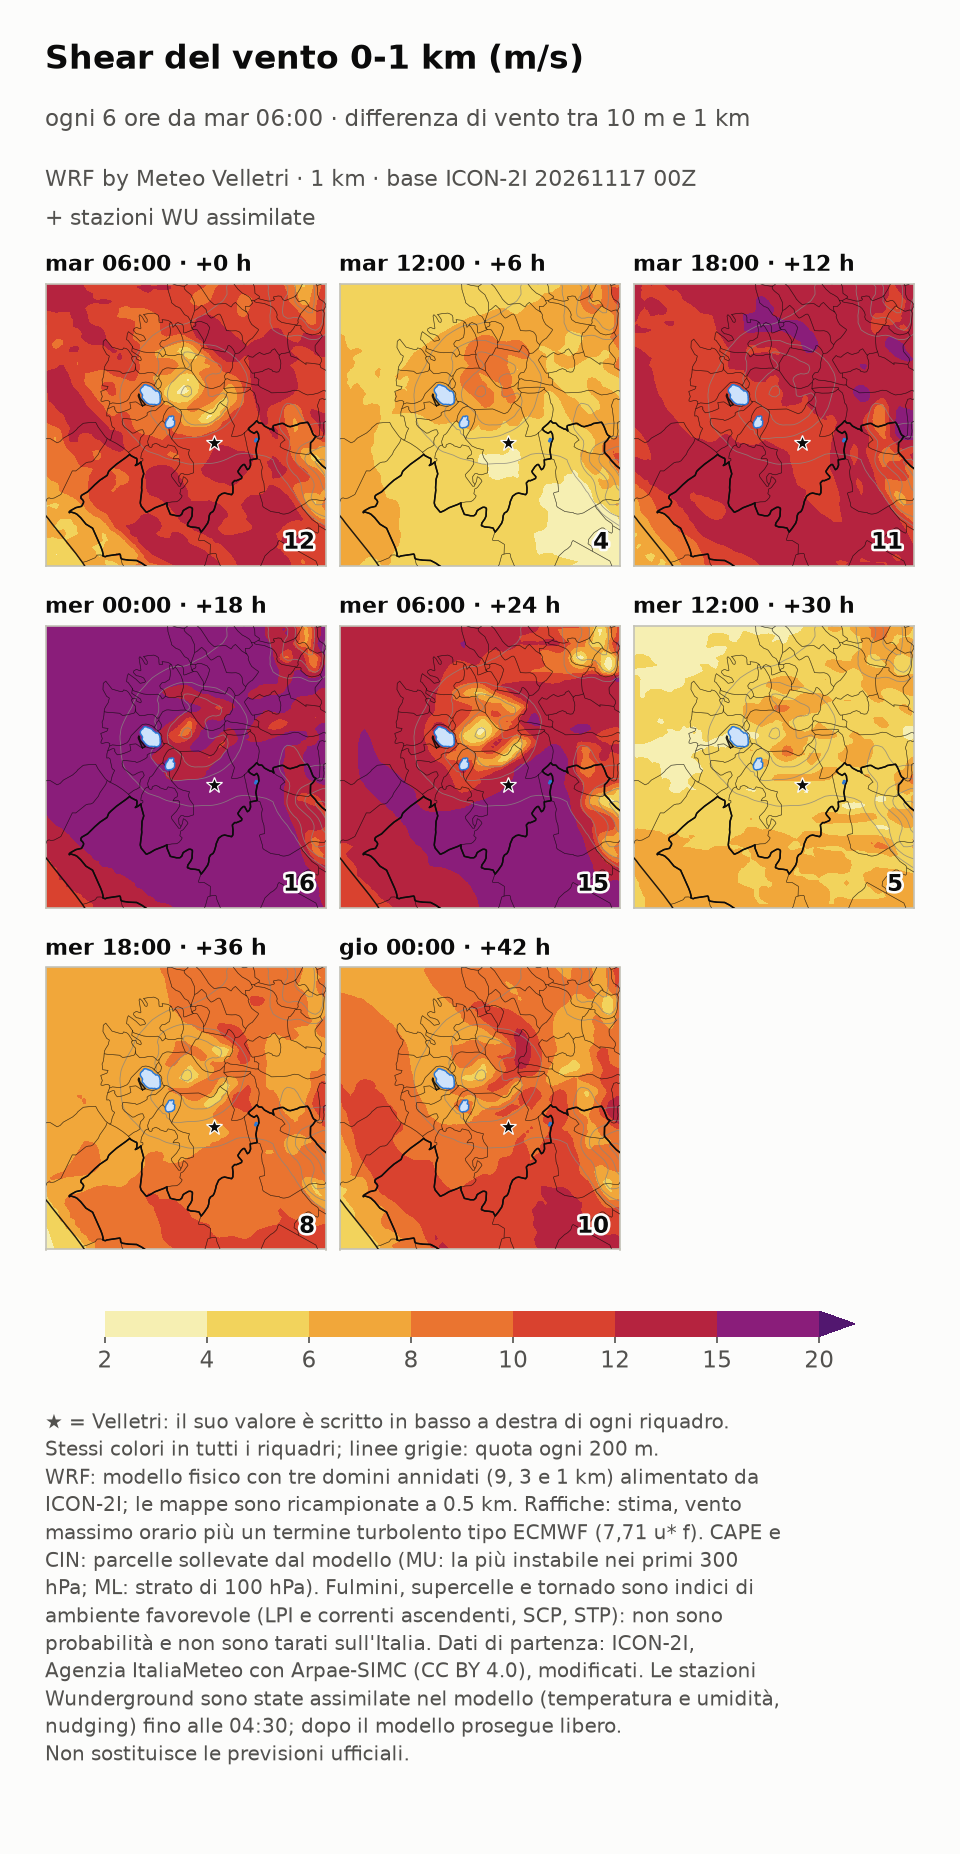 Shear del vento 0-1 km (m/s)
ogni 6 ore da mar 06:00 · differenza di vento tra 10 m e 1 km
WRF by Meteo Velletri · 1 km · base ICON-2I 20261117 00Z
+ stazioni WU assimilate
mar 06:00 · +0 h
mar 12:00 · +6 h
mar 18:00 · +12 h
12
4
11
mer 00:00 · +18 h
mer 06:00 · +24 h
mer 12:00 · +30 h
16
15
5
mer 18:00 · +36 h
gio 00:00 · +42 h
8
10
2 4 6 8 10 12 15 20
★ = Velletri: il suo valore è scritto in basso a destra di ogni riquadro.
Stessi colori in tutti i riquadri; linee grigie: quota ogni 200 m.
WRF: modello fisico con tre domini annidati (9, 3 e 1 km) alimentato da
ICON-2I; le mappe sono ricampionate a 0.5 km. Raffiche: stima, vento
massimo orario più un termine turbolento tipo ECMWF (7,71 u* f). CAPE e
CIN: parcelle sollevate dal modello (MU: la più instabile nei primi 300
hPa; ML: strato di 100 hPa). Fulmini, supercelle e tornado sono indici di
ambiente favorevole (LPI e correnti ascendenti, SCP, STP): non sono
probabilità e non sono tarati sull'Italia. Dati di partenza: ICON-2I,
Agenzia ItaliaMeteo con Arpae-SIMC (CC BY 4.0), modificati. Le stazioni
Wunderground sono state assimilate nel modello (temperatura e umidità,
nudging) fino alle 04:30; dopo il modello prosegue libero.
Non sostituisce le previsioni ufficiali.